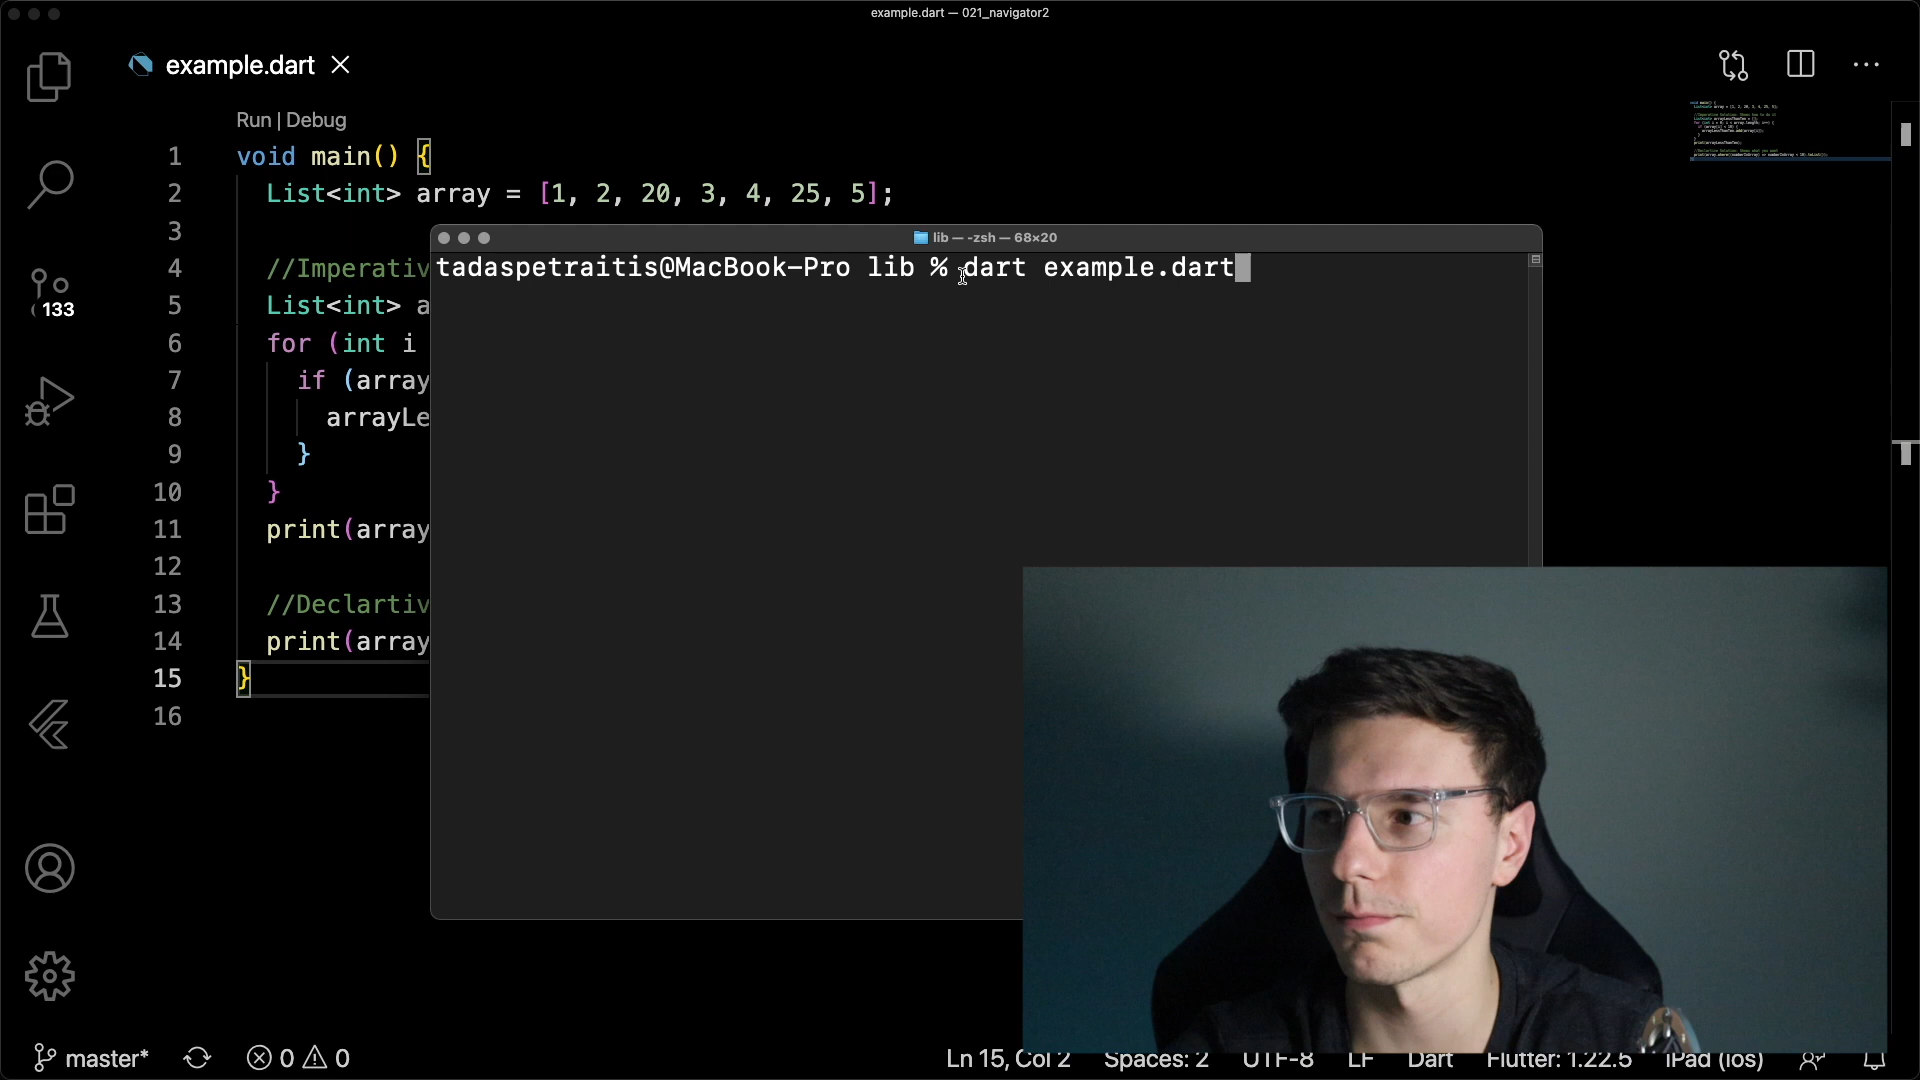 example.dart — 021_navigator2
example.dart
Run | Debug
1 void main() {
2 List<int> array = [1, 2, 20, 3, 4, 25, 5];
3
4 //Imperativ
5 List<int> a
6 for (int i
7 if (array
8 arrayLe
9 }
10 }
11 print(array
12
13 //Declartiv
14 print(array
15 }
16
133
lib — -zsh — 68×20
tadaspetraitis@MacBook-Pro lib % dart example.dart
master* 0 0 Ln 15, Col 2 Spaces: 2 UTF-8 LF Dart Flutter: 1.22.5 iPad (ios)